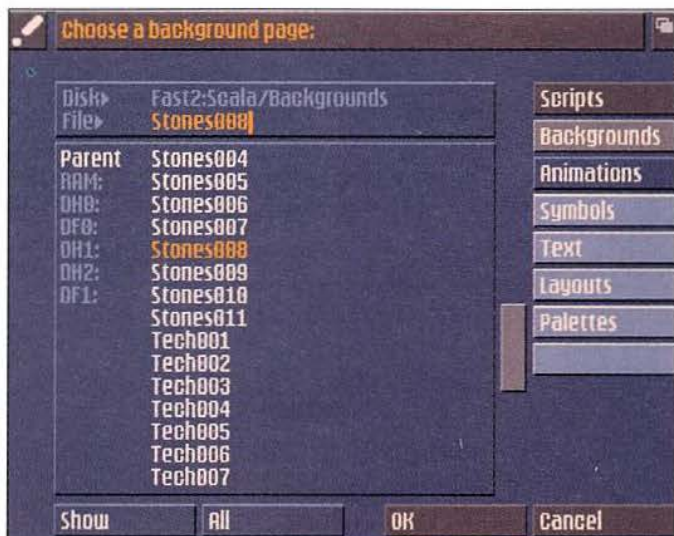 Choose a background page:
Disk▸ Fast2:Scala/Backgrounds
File▸ Stones008
Parent Stones004
RAM: Stones005
DH0: Stones006
DF0: Stones007
DH1: Stones008
DH2: Stones009
DF1: Stones010
Stones011
Tech001
Tech002
Tech003
Tech004
Tech005
Tech006
Tech007
Scripts
Backgrounds
Animations
Symbols
Text
Layouts
Palettes
Show All OK Cancel